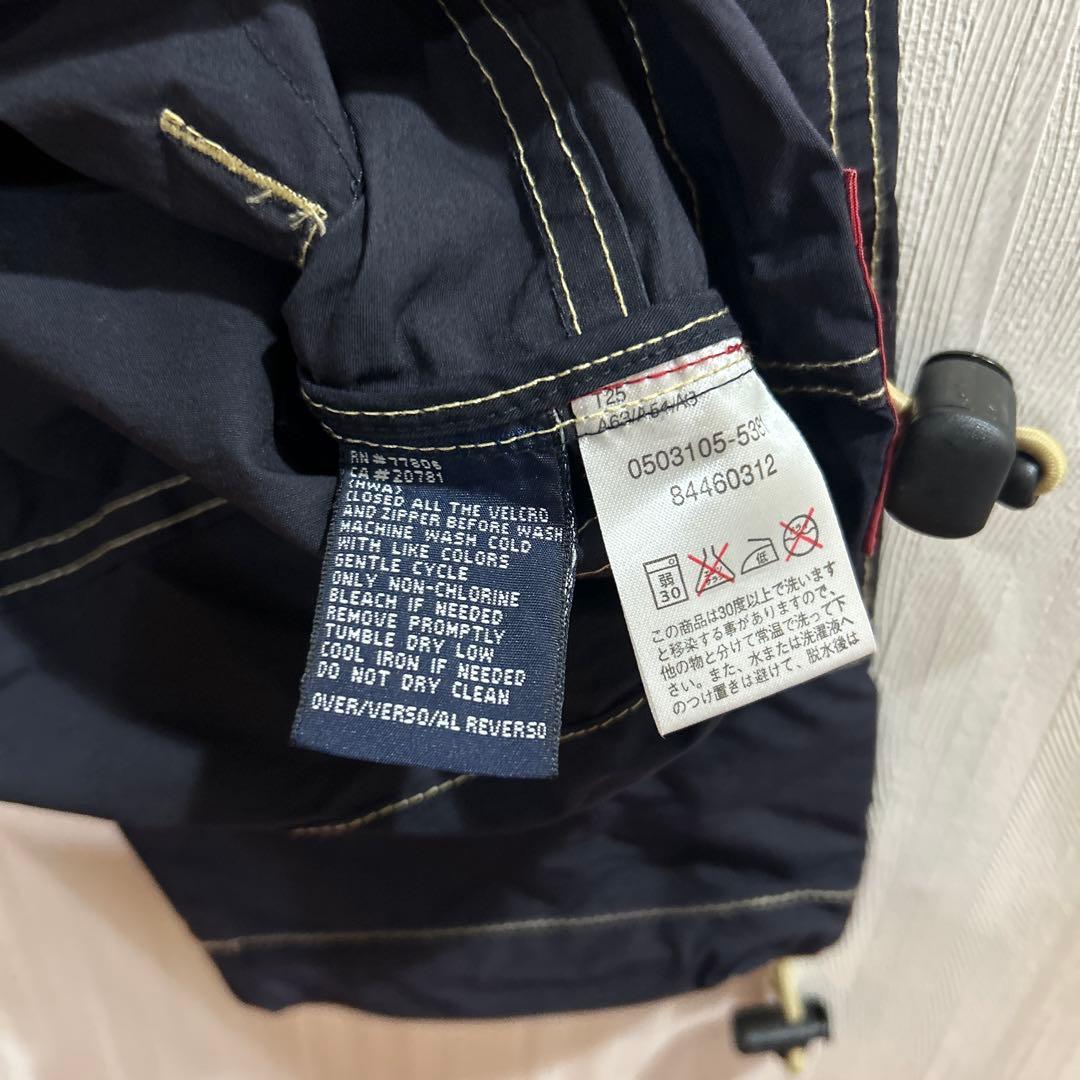 RN#77806
CA#20781
(HWA)
CLOSED ALL THE VELCRO
AND ZIPPER BEFORE WASH
MACHINE WASH COLD
WITH LIKE COLORS
GENTLE CYCLE
ONLY NON-CHLORINE
BLEACH IF NEEDED
REMOVE PROMPTLY
TUMBLE DRY LOW
COOL IRON IF NEEDED
DO NOT DRY CLEAN
OVER/VERSO/AL REVERSO
T25
84460312
弱
30
低
この商品は30度以上で洗います
と移染する事がありますので、
他の物と分けて常温で洗って下
さい。また、水または洗濯液へ
のつけ置きは避けて、脱水後は